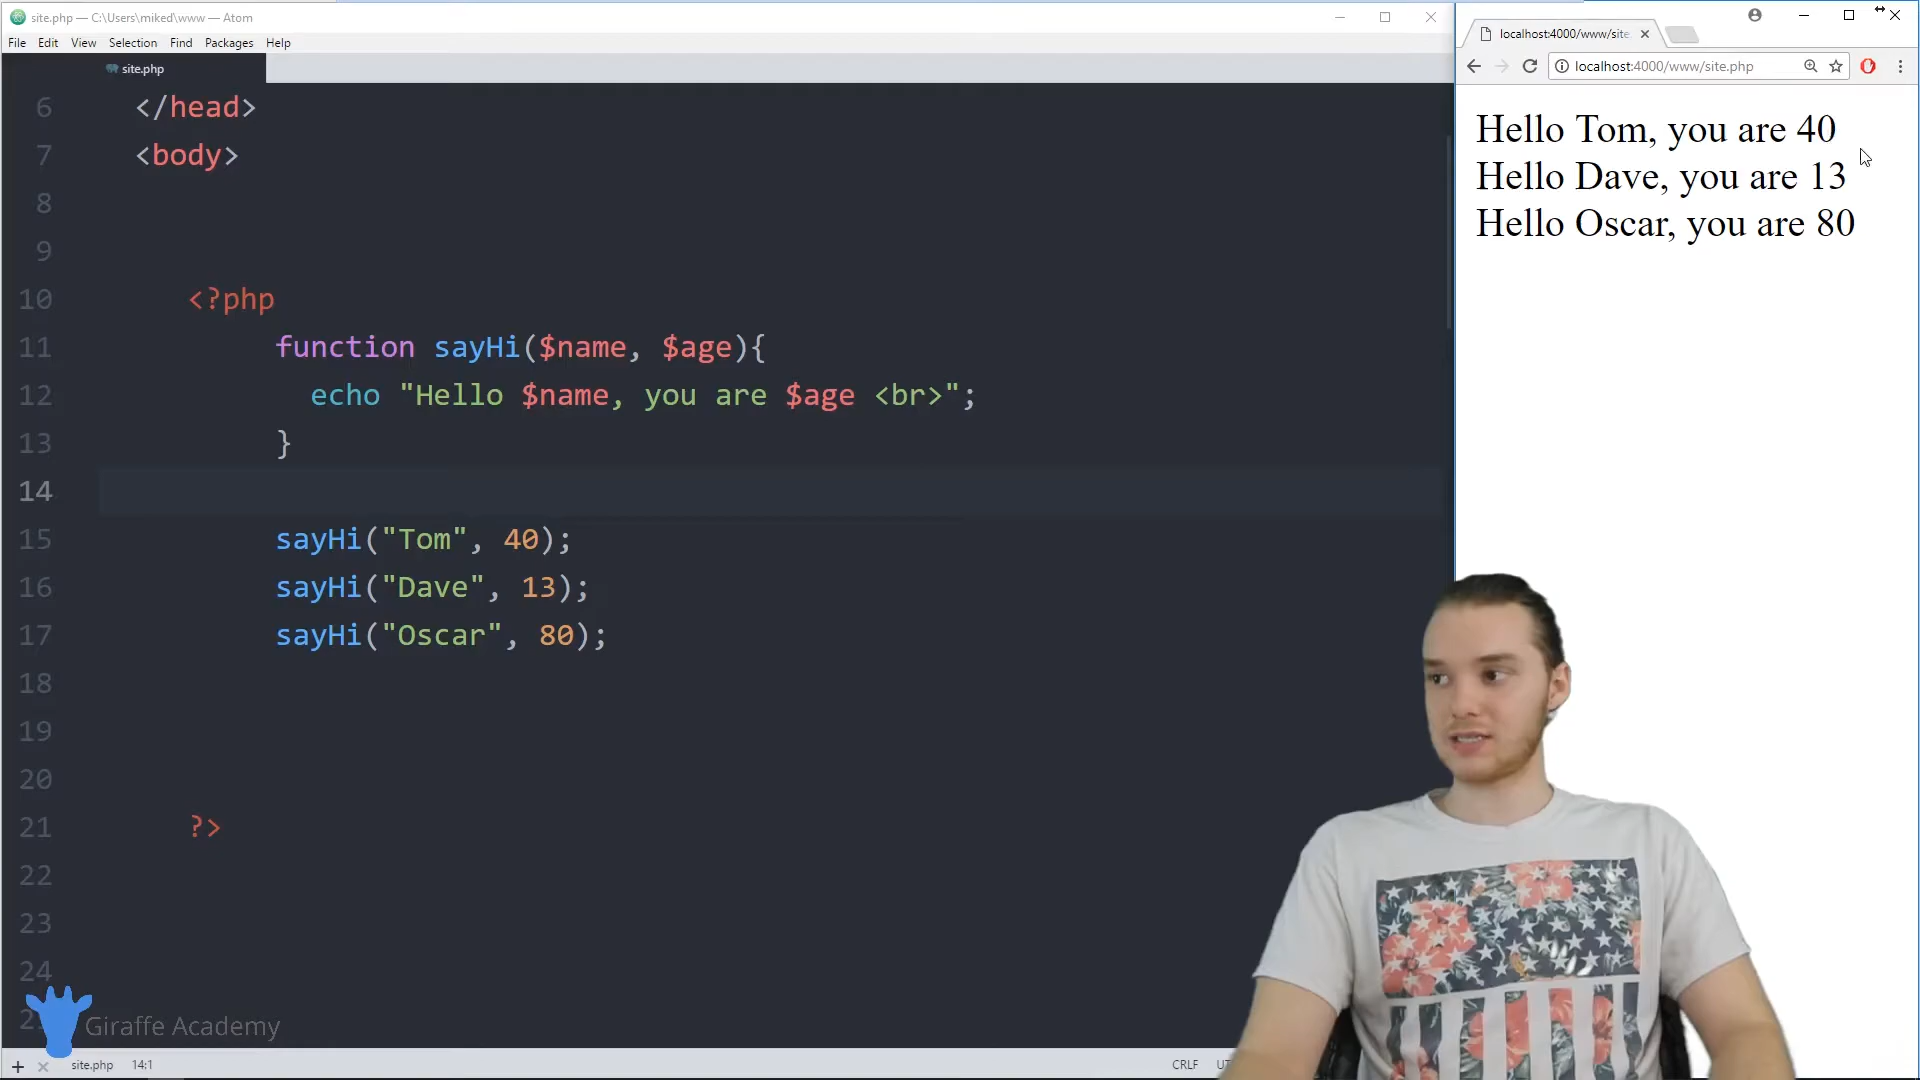 site.php — C:\Users\miked\www — Atom
File Edit View Selection Find Packages Help
site.php
6 </head>
7 <body>
8
9
10 <?php
11 function sayHi($name, $age){
12 echo "Hello $name, you are $age <br>";
13 }
14
15 sayHi("Tom", 40);
16 sayHi("Dave", 13);
17 sayHi("Oscar", 80);
18
19
20
21 ?>
22
23
24
Giraffe Academy
site.php 14:1 CRLF
localhost:4000/www/site
localhost:4000/www/site.php
Hello Tom, you are 40
Hello Dave, you are 13
Hello Oscar, you are 80